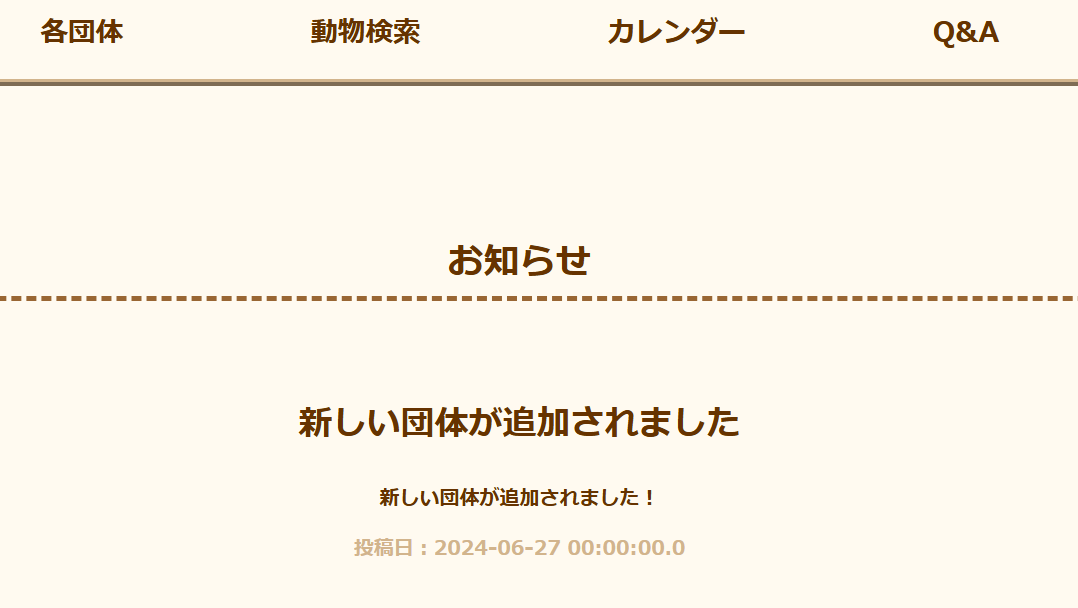 各団体 動物検索 カレンダー Q&A
お知らせ
新しい団体が追加されました
新しい団体が追加されました！
投稿日：2024-06-27 00:00:00.0